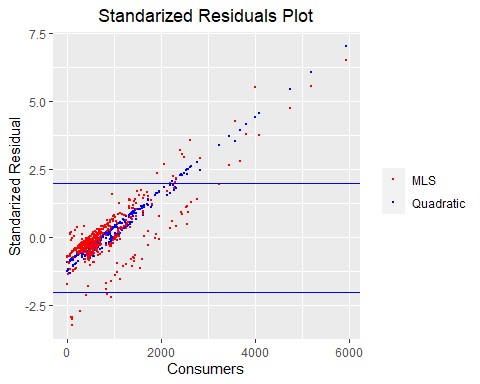 Standarized Residuals Plot
7.5
5.0
2.5
0.0
-2.5
Standarized Residual
0
2000
4000
6000
Consumers
MLS
Quadratic